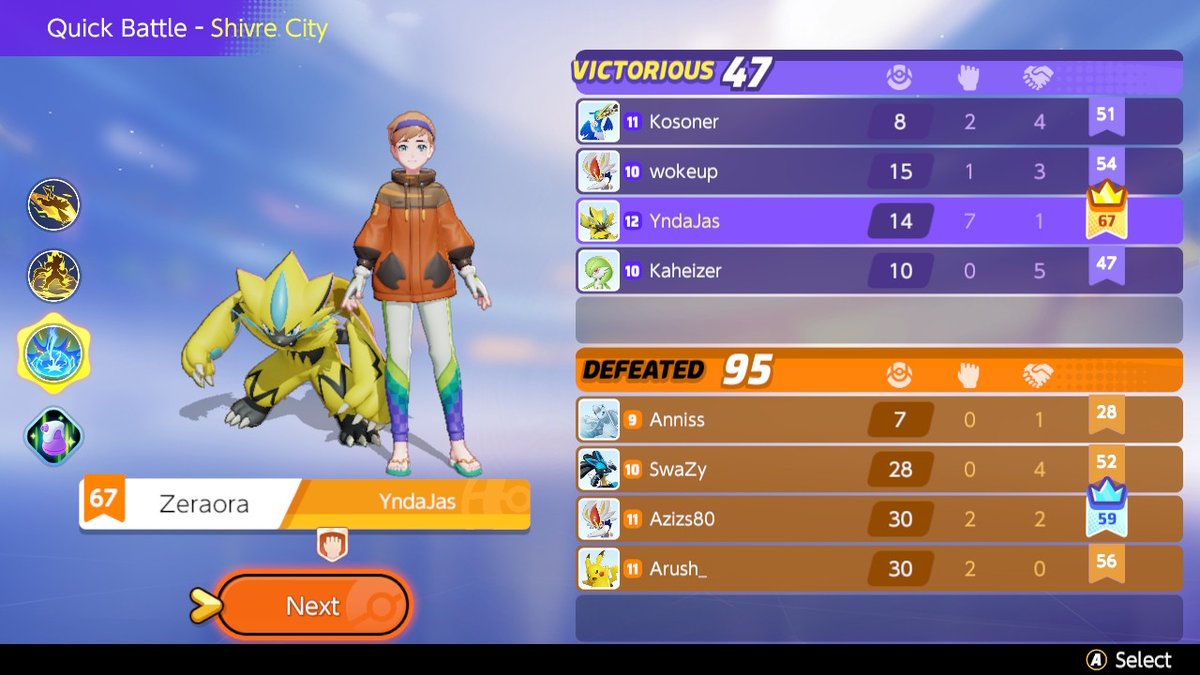 Quick Battle - Shivre City
VICTORIOUS 47
11 Kosoner 8 2 4 51
10 wokeup 15 1 3 54
12 YndaJas 14 7 1 67
10 Kaheizer 10 0 5 47
DEFEATED 95
9 Anniss 7 0 1 28
10 SwaZy 28 0 4 52
11 Azizs80 30 2 2 59
11 Arush_ 30 2 0 56
67 Zeraora YndaJas
Next
A Select